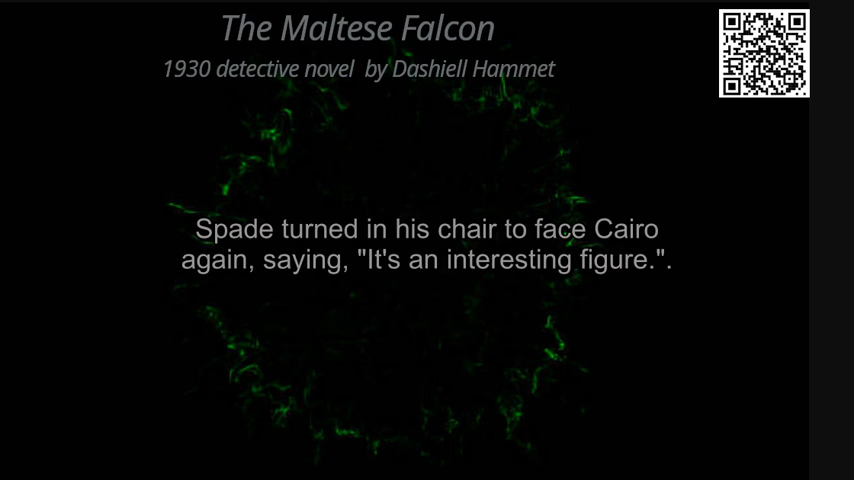 The Maltese Falcon
1930 detective novel by Dashiell Hammet
Spade turned in his chair to face Cairo
again, saying, "It's an interesting figure.".